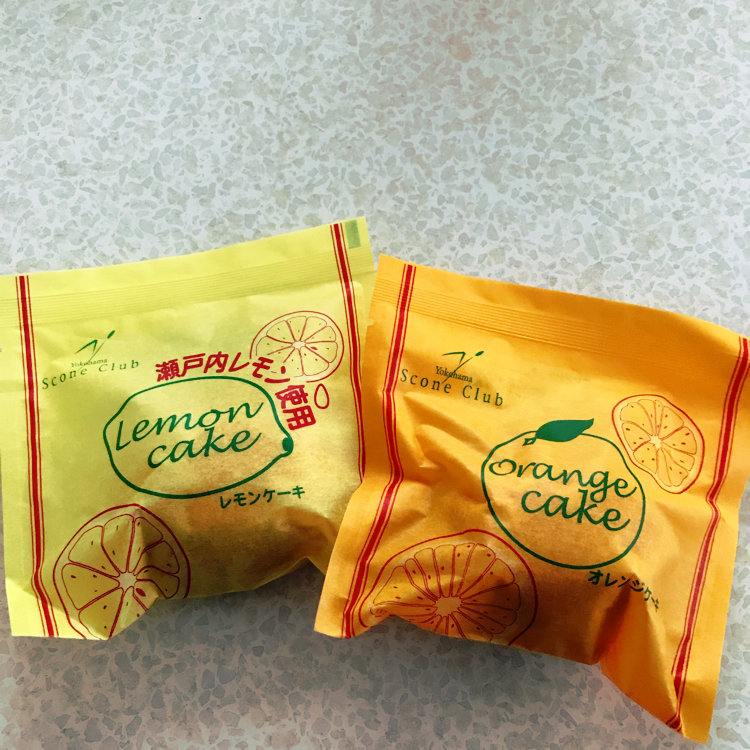 Yokohama
Scone Club
瀬戸内レモン使用
Lemon
cake
レモンケーキ
Yokohama
Scone Club
orange
cake
オレンジケーキ